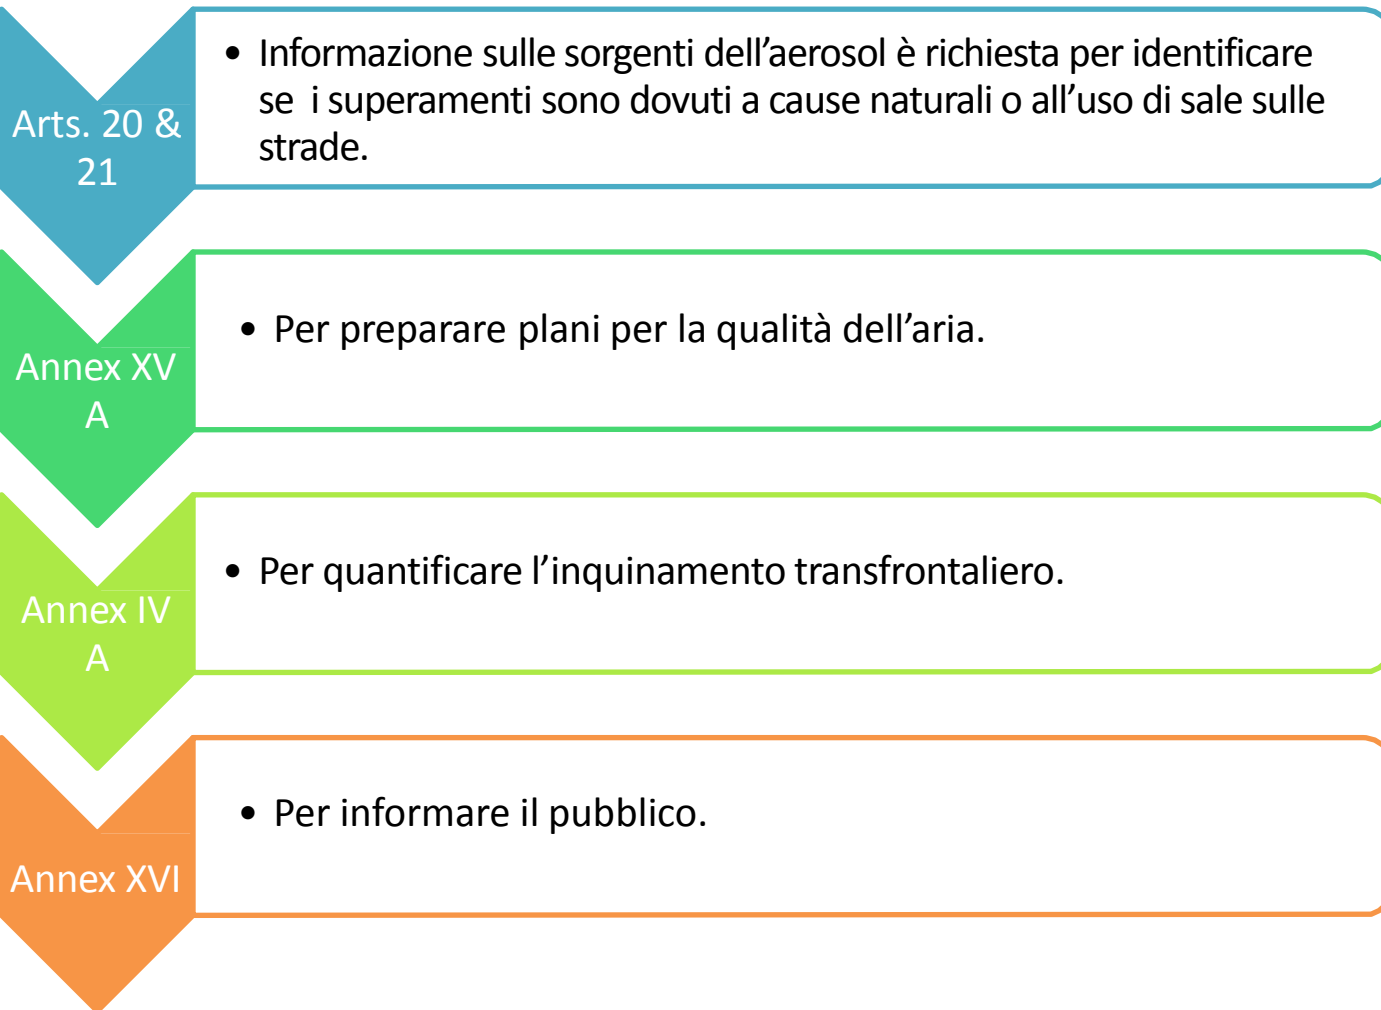 Arts. 20 &
21
• Informazione sulle sorgenti dell’aerosol è richiesta per identificare
se i superamenti sono dovuti a cause naturali o all’uso di sale sulle
strade.
Annex XV
A
• Per preparare plani per la qualità dell’aria.
Annex IV
A
• Per quantificare l’inquinamento transfrontaliero.
Annex XVI
• Per informare il pubblico.